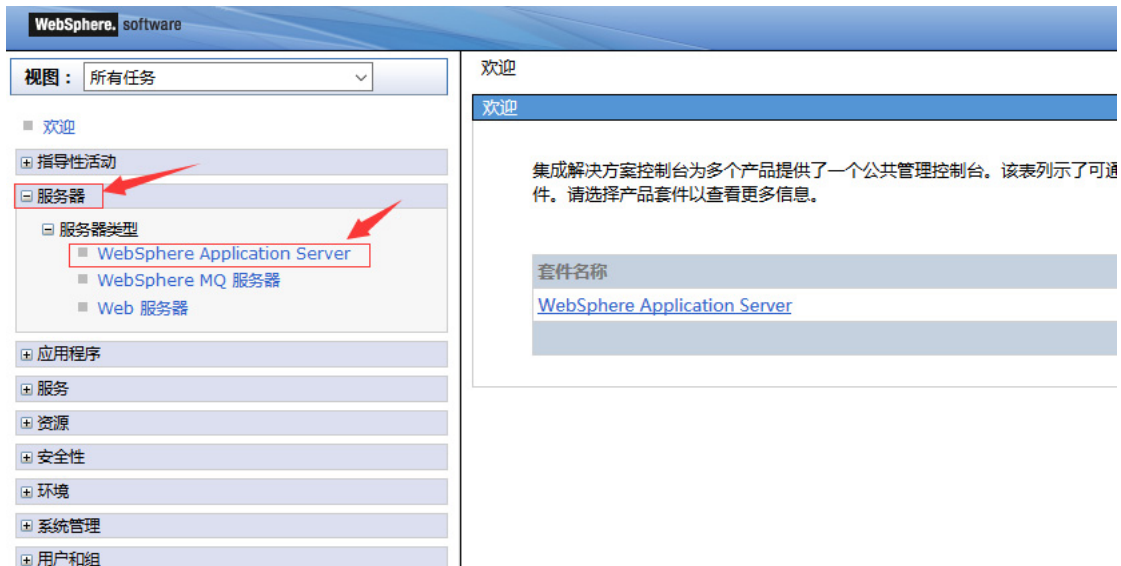 WebSphere. software
视图： 所有任务
欢迎
指导性活动
服务器
服务器类型
WebSphere Application Server
WebSphere MQ 服务器
Web 服务器
应用程序
服务
资源
安全性
环境
系统管理
用户和组
欢迎
欢迎
集成解决方案控制台为多个产品提供了一个公共管理控制台。该表列示了可通
件。请选择产品套件以查看更多信息。
套件名称
WebSphere Application Server